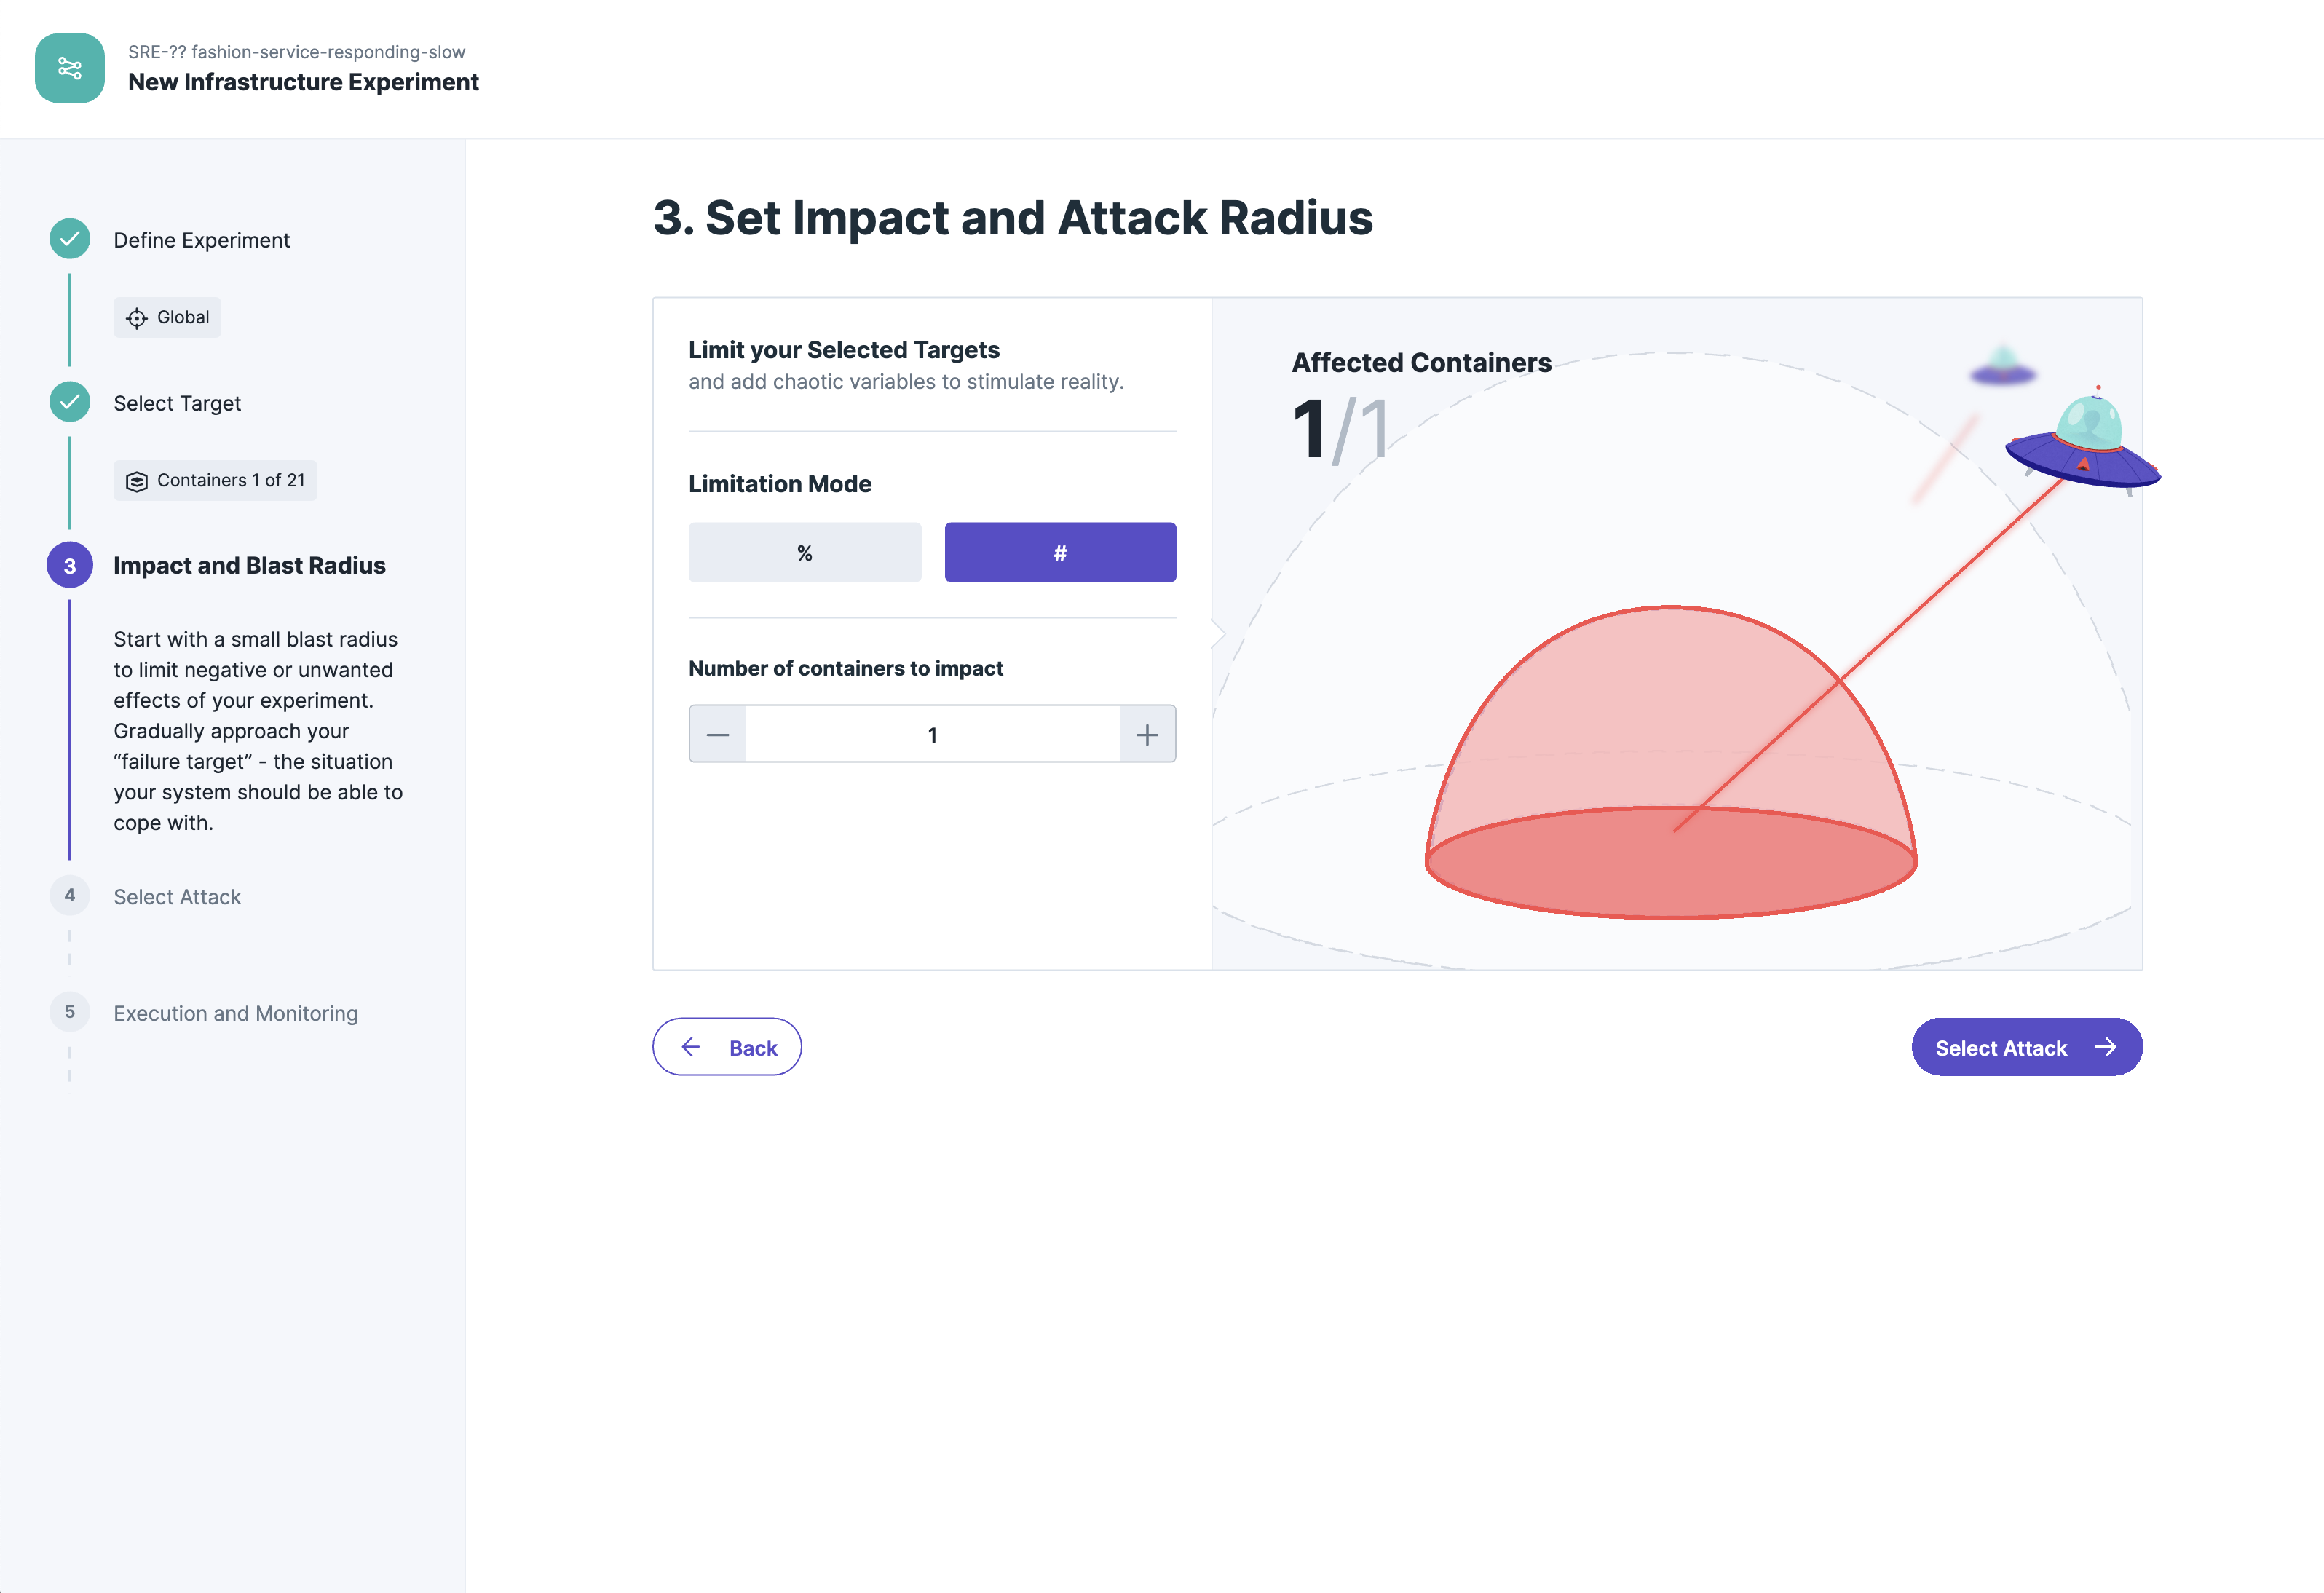 SRE-?? fashion-service-responding-slow
New Infrastructure Experiment
Define Experiment
Global
Select Target
Containers 1 of 21
3
Impact and Blast Radius
Start with a small blast radius
to limit negative or unwanted
effects of your experiment.
Gradually approach your
“failure target” - the situation
your system should be able to
cope with.
4
Select Attack
5
Execution and Monitoring
3. Set Impact and Attack Radius
Limit your Selected Targets
and add chaotic variables to stimulate reality.
Limitation Mode
%
#
Number of containers to impact
1
Affected Containers
1/1
Back
Select Attack